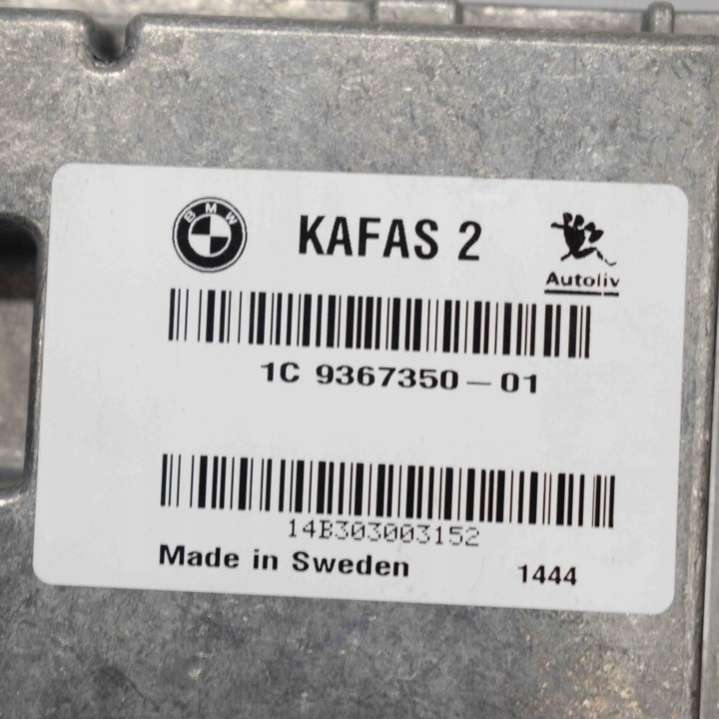 BMW
KAFAS 2
Autoliv
1C 9367350-01
14B303003152
Made in Sweden
1444